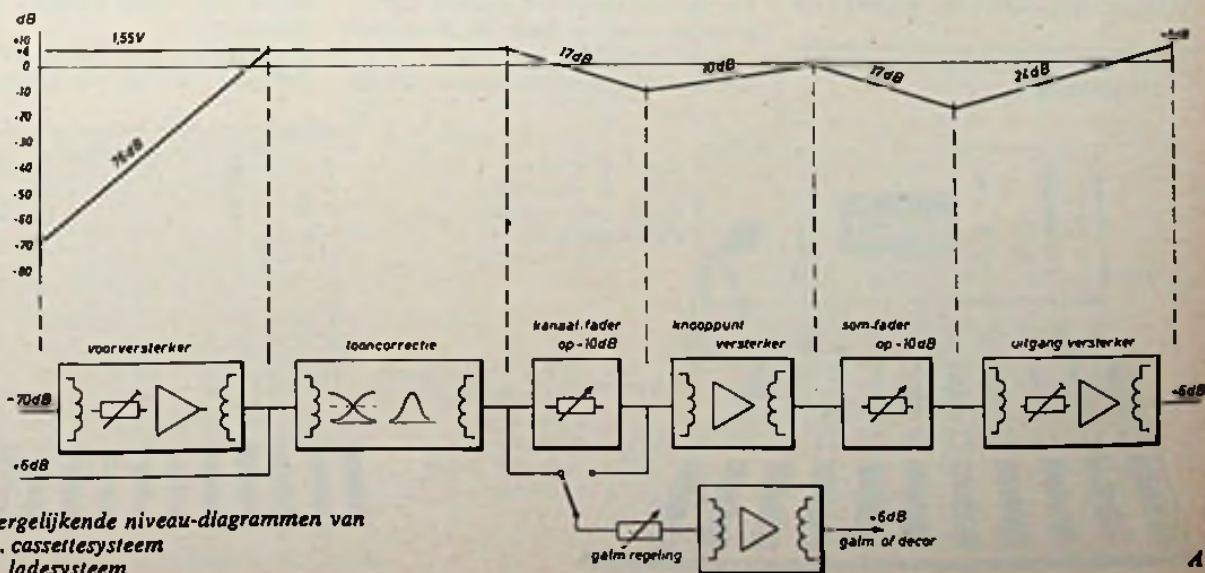 dB
+10
+4
0
-10
-20
-30
-40
-50
-60
-70
-80
1,55V
76dB
17dB
10dB
17dB
24dB
+6dB
voorversterker
tooncorrectie
kanaal-fader
op -10dB
knooppunt
versterker
som-fader
op -10dB
uitgang versterker
-70dB
+6dB
+6dB
galm regeling
+6dB
galm of decor
ergelijkende niveau-diagrammen van
. cassettesysteem
ladesysteem
A